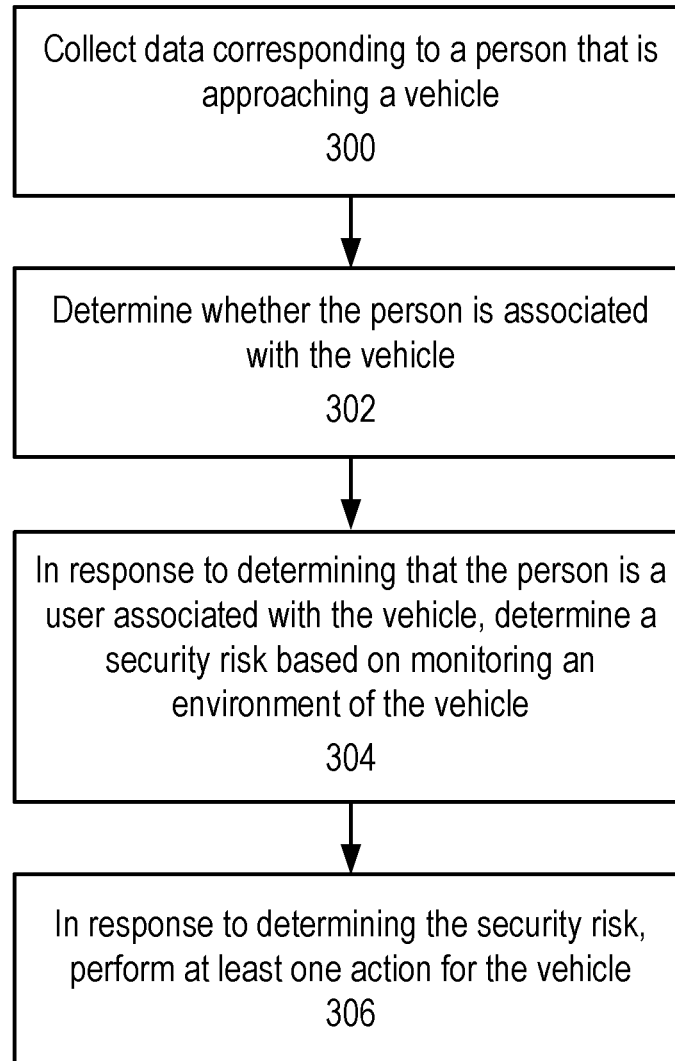 Collect data corresponding to a person that is
approaching a vehicle
300
Determine whether the person is associated
with the vehicle
302
In response to determining that the person is a
user associated with the vehicle, determine a
security risk based on monitoring an
environment of the vehicle
304
In response to determining the security risk,
perform at least one action for the vehicle
306